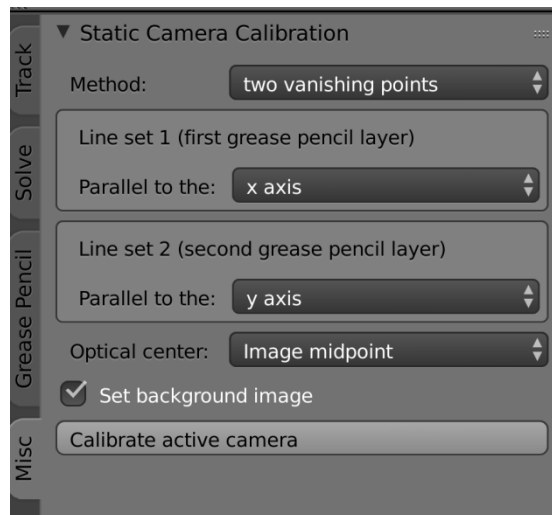 Track
Solve
Grease Pencil
Misc
Static Camera Calibration
Method: two vanishing points
Line set 1 (first grease pencil layer)
Parallel to the: x axis
Line set 2 (second grease pencil layer)
Parallel to the: y axis
Optical center: Image midpoint
Set background image
Calibrate active camera